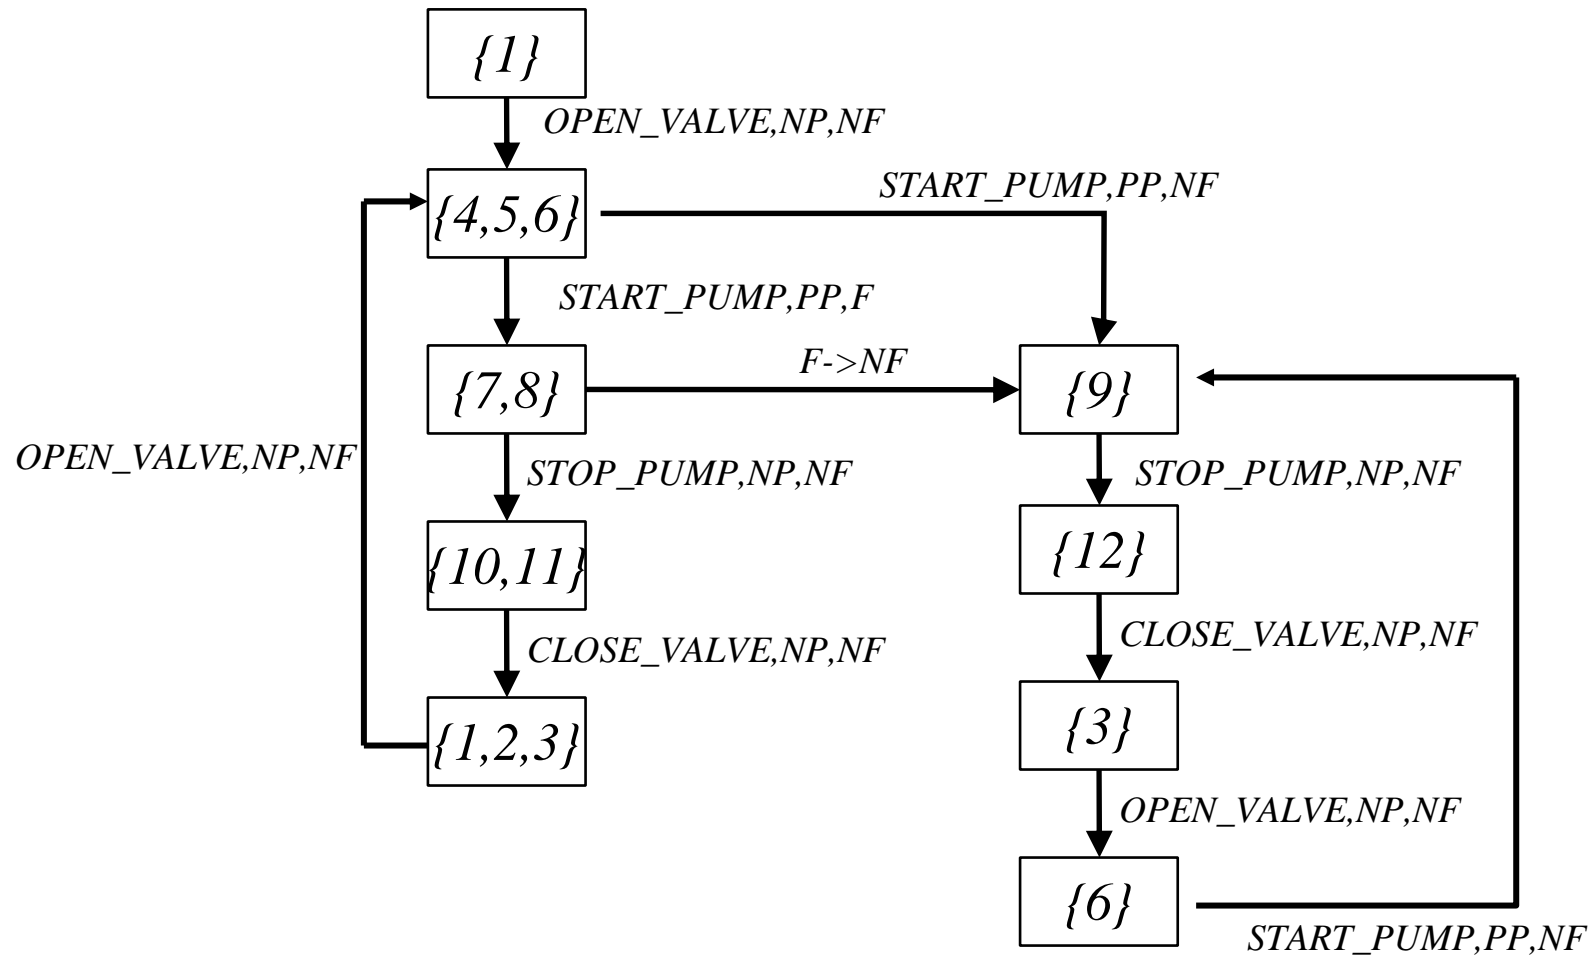 {1}
OPEN_VALVE,NP,NF
START_PUMP,PP,NF
{4,5,6}
START_PUMP,PP,F
F->NF
{7,8}
{9}
OPEN_VALVE,NP,NF
STOP_PUMP,NP,NF
STOP_PUMP,NP,NF
{10,11}
{12}
CLOSE_VALVE,NP,NF
CLOSE_VALVE,NP,NF
{1,2,3}
{3}
OPEN_VALVE,NP,NF
{6}
START_PUMP,PP,NF